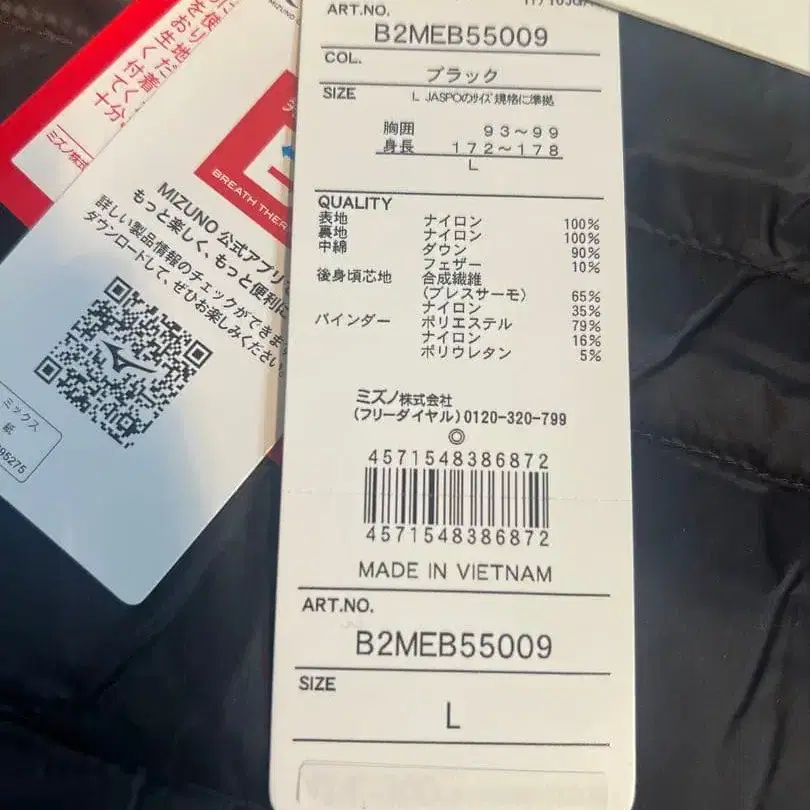 ART.NO.
B2MEB55009
COL.
ブラック
SIZE
L JASPOのサイズ規格に準拠
胸囲 93~99
身長 172~178
L
QUALITY
表地 ナイロン 100%
裏地 ナイロン 100%
中綿 ダウン 90%
フェザー 10%
後身頃芯地 合成繊維
(ブレスサーモ) 65%
ナイロン 35%
バインダー ポリエステル 79%
ナイロン 16%
ポリウレタン 5%
ミズノ株式会社
(フリーダイヤル)0120-320-799
◎
4571548386872
4571548386872
MADE IN VIETNAM
ART.NO.
B2MEB55009
SIZE
L
BREATH THER
MIZUNO 公式アプリで
もっと楽しく、もっと便利に
詳しい製品情報のチェックができま
ダウンロードして、ぜひお楽しみください。
ミックス
紙
95275
ミズノ株式